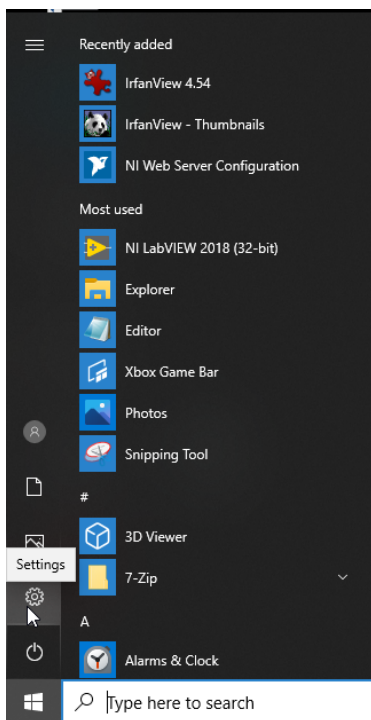 Recently added
IrfanView 4.54
IrfanView - Thumbnails
NI Web Server Configuration
Most used
NI LabVIEW 2018 (32-bit)
Explorer
Editor
Xbox Game Bar
Photos
Snipping Tool
#
3D Viewer
Settings
7-Zip
A
Alarms & Clock
Type here to search